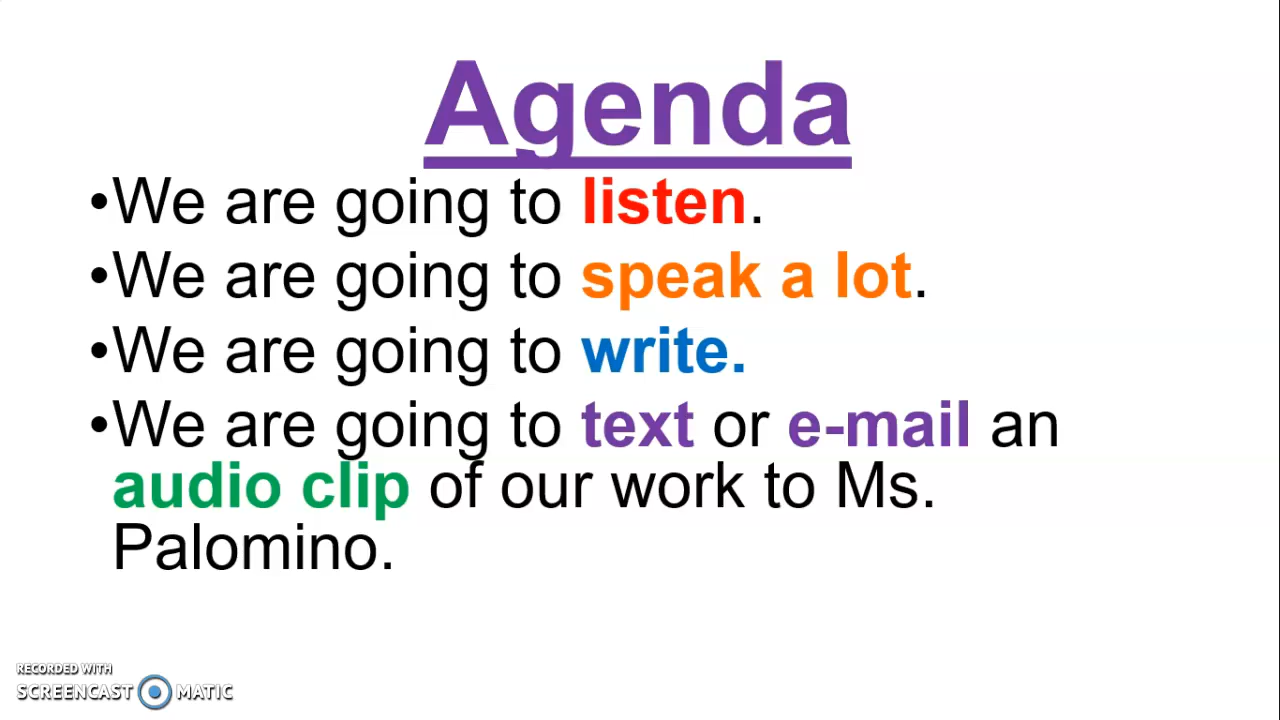 Agenda
•We are going to listen.
•We are going to speak a lot.
•We are going to write.
•We are going to text or e-mail an
audio clip of our work to Ms.
Palomino.
RECORDED WITH
SCREENCAST MATIC